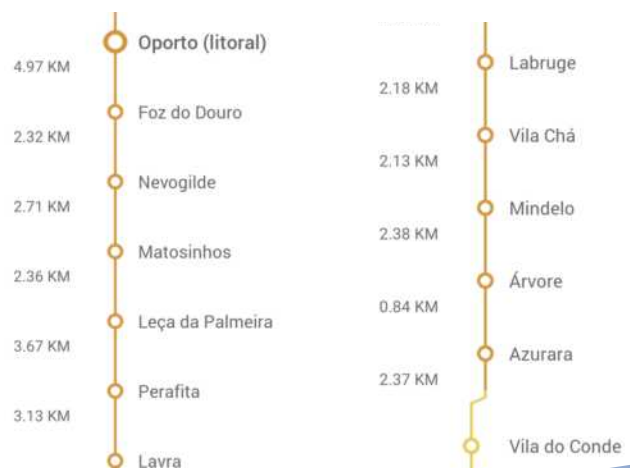 Oporto (litoral)
4.97 KM
Foz do Douro
2.32 KM
Nevogilde
2.71 KM
Matosinhos
2.36 KM
Leça da Palmeira
3.67 KM
Perafita
3.13 KM
Lavra
Labruge
2.18 KM
Vila Chá
2.13 KM
Mindelo
2.38 KM
Árvore
0.84 KM
Azurara
2.37 KM
Vila do Conde